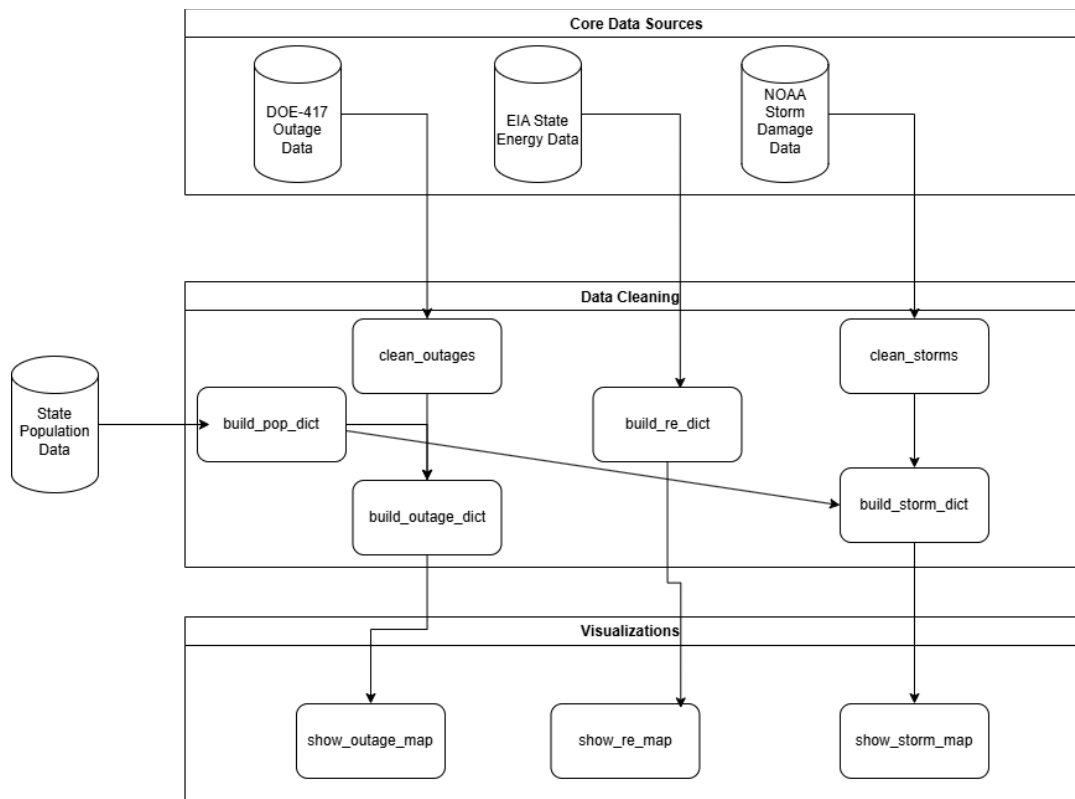 Core Data Sources
DOE-417
Outage
Data
EIA State
Energy Data
NOAA
Storm
Damage
Data
Data Cleaning
clean_outages
clean_storms
State
Population
Data
build_pop_dict
build_re_dict
build_outage_dict
build_storm_dict
Visualizations
show_outage_map
show_re_map
show_storm_map